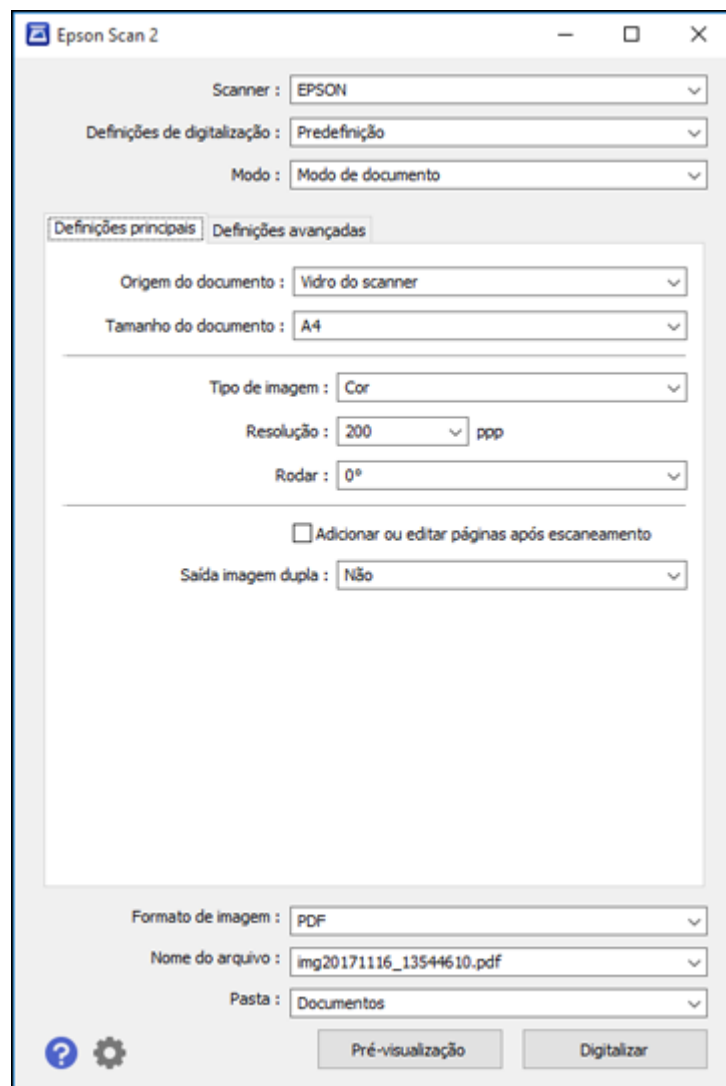 Epson Scan 2
Scanner : EPSON
Definições de digitalização : Predefinição
Modo : Modo de documento
Definições principais Definições avançadas
Origem do documento : Vidro do scanner
Tamanho do documento : A4
Tipo de imagem : Cor
Resolução : 200 ppp
Rodar : 0°
Adicionar ou editar páginas após escaneamento
Saída imagem dupla : Não
Formato de imagem : PDF
Nome do arquivo : img20171116_13544610.pdf
Pasta : Documentos
? Pré-visualização Digitalizar